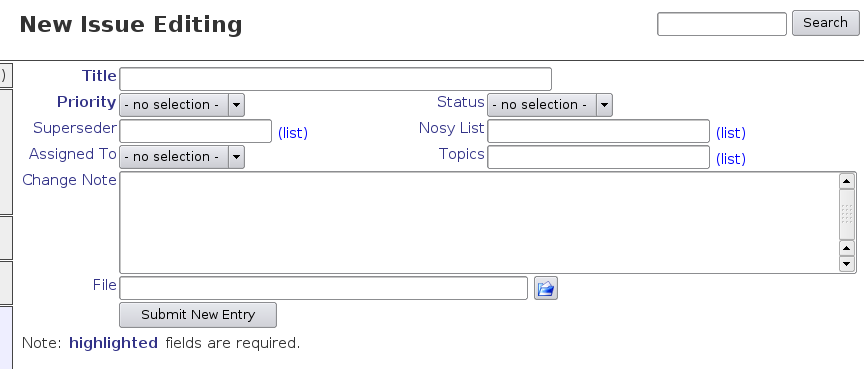 New Issue Editing
Search
)
Title
Priority - no selection - Status - no selection -
Superseder (list) Nosy List (list)
Assigned To - no selection - Topics (list)
Change Note
File
Submit New Entry
Note: highlighted fields are required.